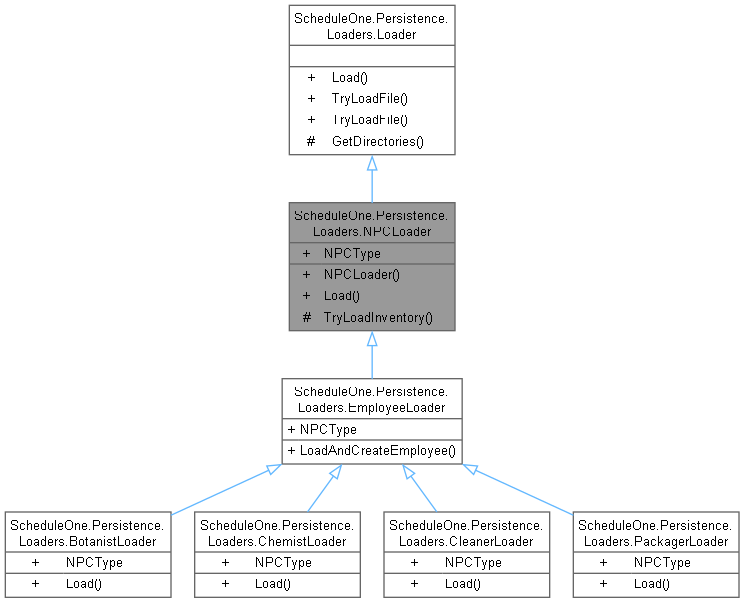 ScheduleOne.Persistence.
Loaders.Loader
+ Load()
+ TryLoadFile()
+ TryLoadFile()
# GetDirectories()
ScheduleOne.Persistence.
Loaders.NPCLoader
+ NPCType
+ NPCLoader()
+ Load()
# TryLoadInventory()
ScheduleOne.Persistence.
Loaders.EmployeeLoader
+ NPCType
+ LoadAndCreateEmployee()
ScheduleOne.Persistence.
Loaders.BotanistLoader
+ NPCType
+ Load()
ScheduleOne.Persistence.
Loaders.ChemistLoader
+ NPCType
+ Load()
ScheduleOne.Persistence.
Loaders.CleanerLoader
+ NPCType
+ Load()
ScheduleOne.Persistence.
Loaders.PackagerLoader
+ NPCType
+ Load()